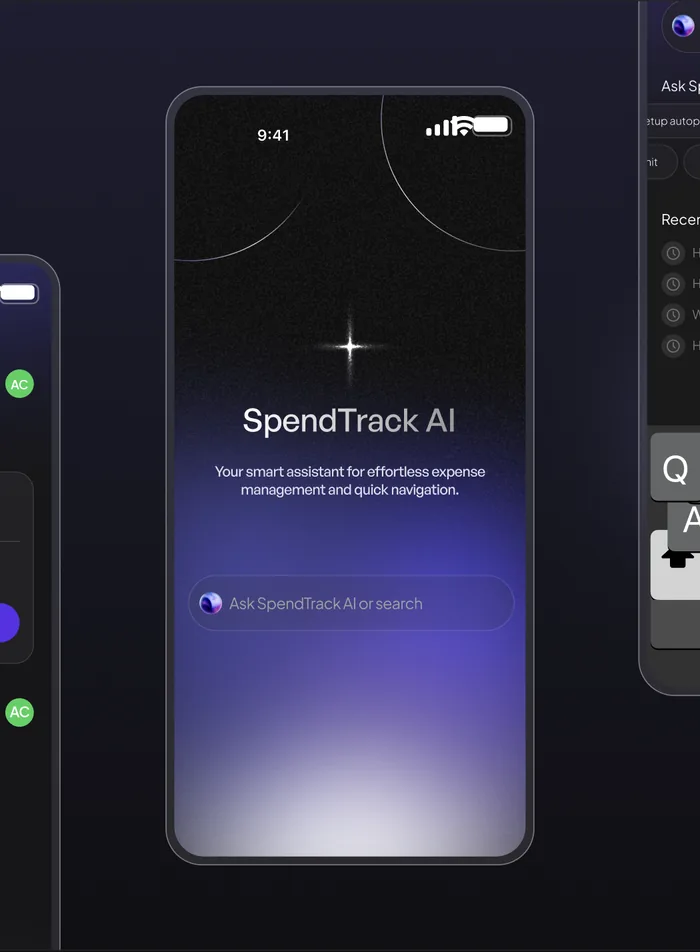 9:41
SpendTrack AI
Your smart assistant for effortless expense
management and quick navigation.
Ask SpendTrack AI or search
AC
AC
Q
A